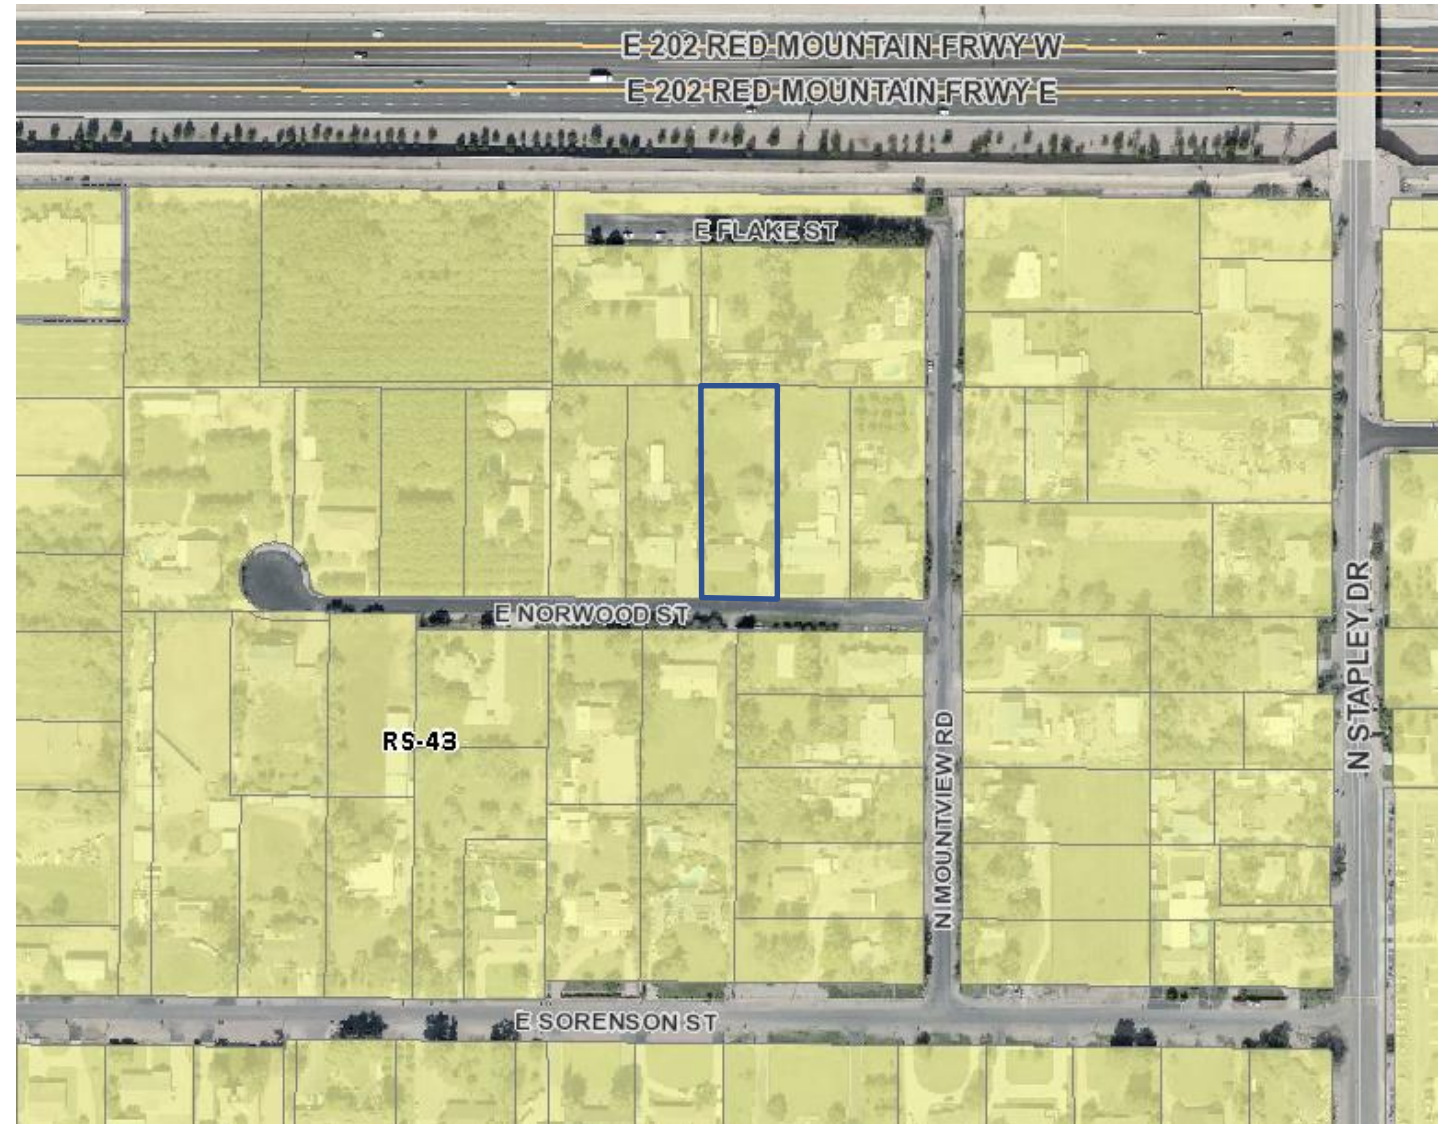 E 202 RED MOUNTAIN FRWY W
E 202 RED MOUNTAIN FRWY E
E FLAKE ST
E NORWOOD ST
RS-43
N STAPLEY DR
N MOUNTVIEW RD
E SORENSON ST